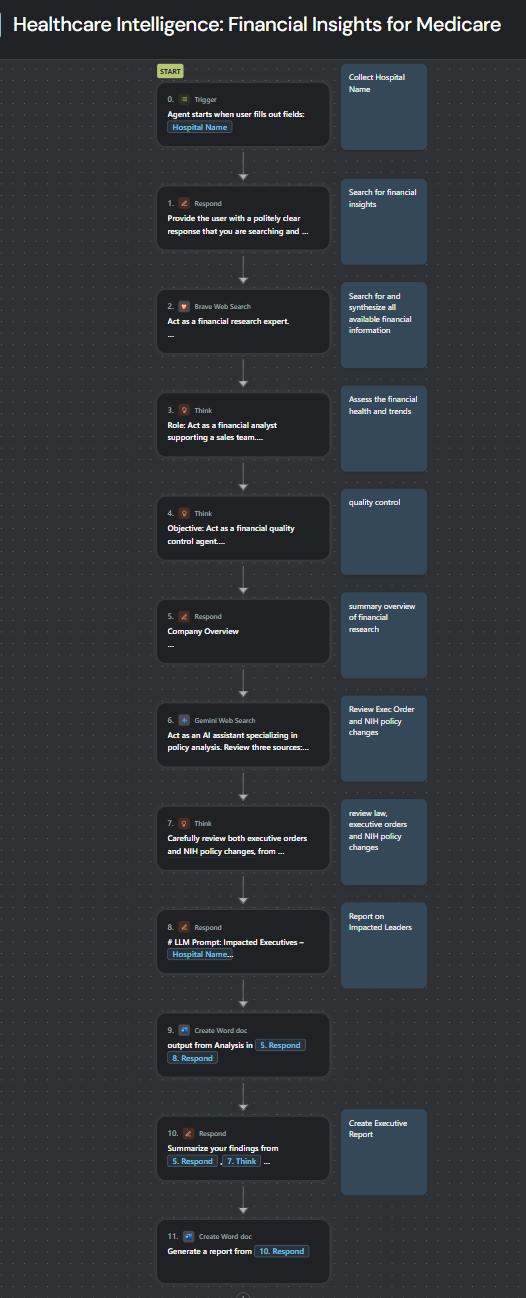 Healthcare Intelligence: Financial Insights for Medicare
START
0. Trigger
Agent starts when user fills out fields:
Hospital Name
Collect Hospital
Name
1. Respond
Provide the user with a politely clear
response that you are searching and ...
Search for financial
insights
2. Brave Web Search
Act as a financial research expert.
...
Search for and
synthesize all
available financial
information
3. Think
Role: Act as a financial analyst
supporting a sales team....
Assess the financial
health and trends
4. Think
Objective: Act as a financial quality
control agent....
quality control
5. Respond
Company Overview
...
summary overview
of financial
research
6. Gemini Web Search
Act as an AI assistant specializing in
policy analysis. Review three sources:...
Review Exec Order
and NIH policy
changes
7. Think
Carefully review both executive orders
and NIH policy changes, from ...
review law,
executive orders
and NIH policy
changes
8. Respond
# LLM Prompt: Impacted Executives –
Hospital Name...
Report on
Impacted Leaders
9. Create Word doc
output from Analysis in 5. Respond
8. Respond
10. Respond
Summarize your findings from
5. Respond , 7. Think ...
Create Executive
Report
11. Create Word doc
Generate a report from 10. Respond